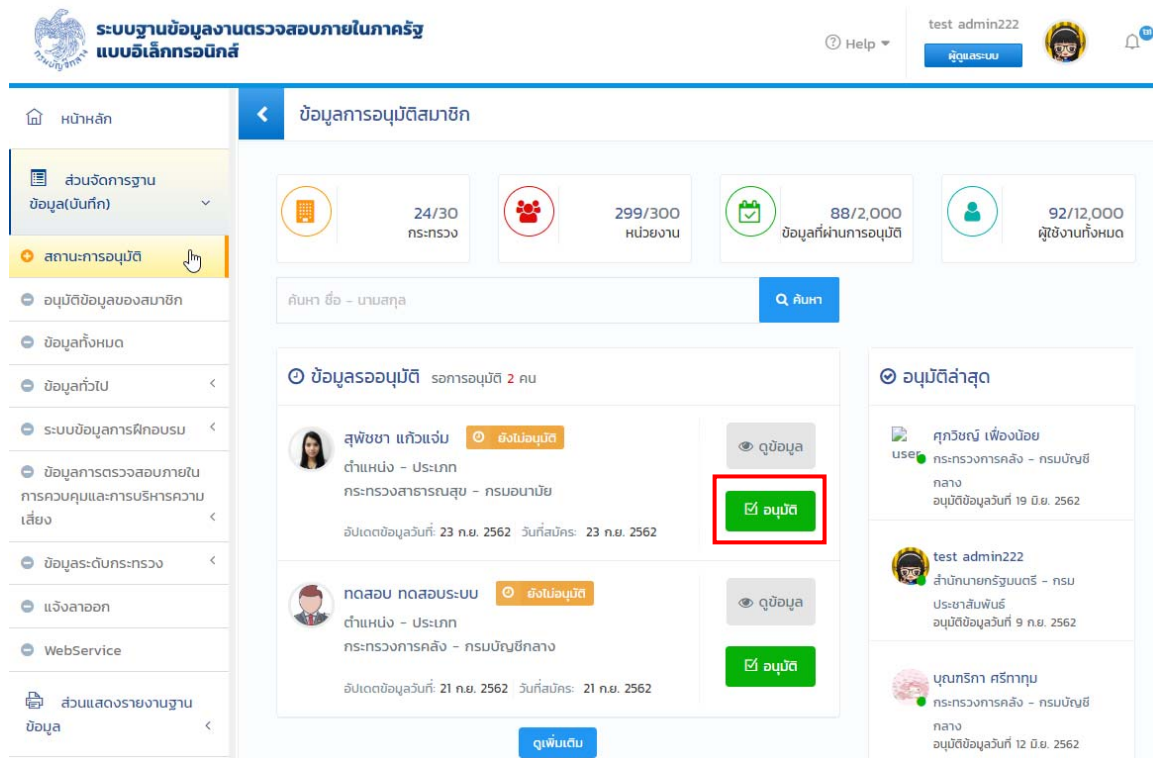 ระบบฐานข้อมูลงานตรวจสอบภายในภาครัฐ
แบบอิเล็กทรอนิกส์
Help
test admin222
ผู้ดูแลระบบ
หน้าหลัก
ส่วนจัดการฐาน
ข้อมูล(บันทึก)
สถานะการอนุมัติ
อนุมัติข้อมูลของสมาชิก
ข้อมูลทั้งหมด
ข้อมูลทั่วไป
ระบบข้อมูลการฝึกอบรม
ข้อมูลการตรวจสอบภายใน
การควบคุมและการบริหารความ
เสี่ยง
ข้อมูลระดับกระทรวง
แจ้งลาออก
WebService
ส่วนแสดงรายงานฐาน
ข้อมูล
ข้อมูลการอนุมัติสมาชิก
24/30
กระทรวง
299/300
หน่วยงาน
88/2,000
ข้อมูลที่ผ่านการอนุมัติ
92/12,000
ผู้ใช้งานทั้งหมด
ค้นหา ชื่อ - นามสกุล
ค้นหา
ข้อมูลรออนุมัติ รอการอนุมัติ 2 คน
สุพัชชา แก้วแจ่ม ยังไม่อนุมัติ
ตำแหน่ง - ประเภท
กระทรวงสาธารณสุข - กรมอนามัย
อัปเดตข้อมูลวันที่: 23 ก.ย. 2562 วันที่สมัคร: 23 ก.ย. 2562
ดูข้อมูล
อนุมัติ
ทดสอบ ทดสอบระบบ ยังไม่อนุมัติ
ตำแหน่ง - ประเภท
กระทรวงการคลัง - กรมบัญชีกลาง
อัปเดตข้อมูลวันที่: 21 ก.ย. 2562 วันที่สมัคร: 21 ก.ย. 2562
ดูข้อมูล
อนุมัติ
ดูเพิ่มเติม
อนุมัติล่าสุด
user
ศุภวิชญ์ เฟื่องน้อย
กระทรวงการคลัง - กรมบัญชี
กลาง
อนุมัติข้อมูลวันที่ 19 มิ.ย. 2562
test admin222
สำนักนายกรัฐมนตรี - กรม
ประชาสัมพันธ์
อนุมัติข้อมูลวันที่ 9 ก.ย. 2562
บุณฑริกา ศรีทาทุม
กระทรวงการคลัง - กรมบัญชี
กลาง
อนุมัติข้อมูลวันที่ 12 มิ.ย. 2562